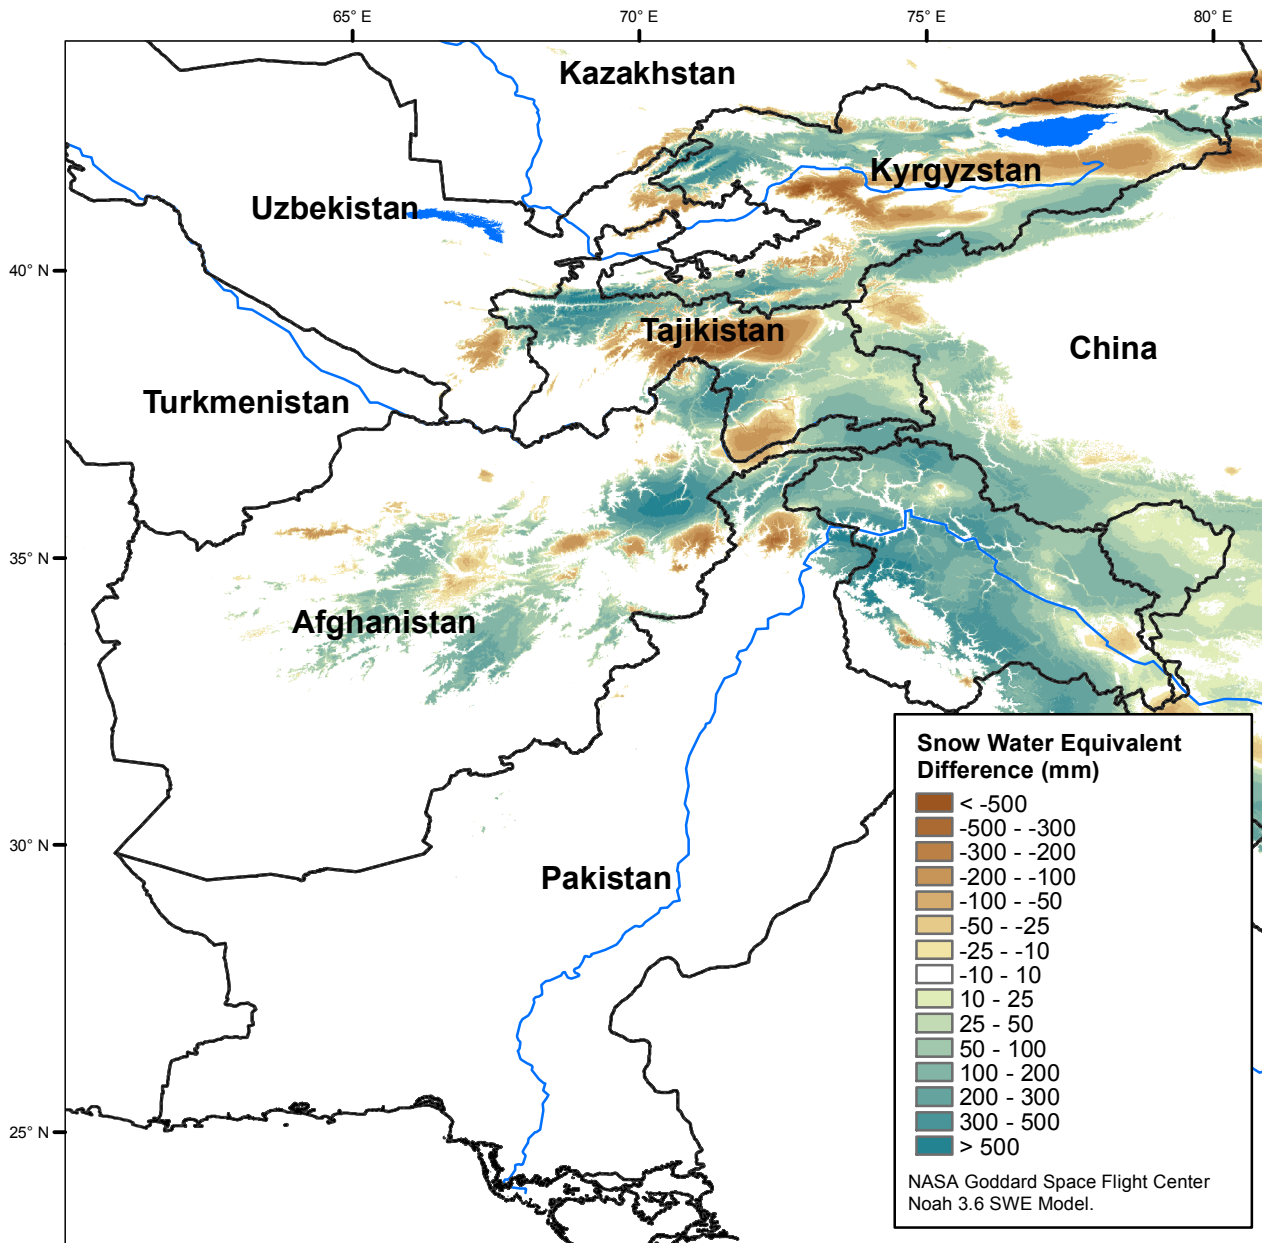 65° E
70° E
75° E
80° E
Kazakhstan
Kyrgyzstan
Uzbekistan
40° N
Tajikistan
China
Turkmenistan
35° N
Afghanistan
30° N
Pakistan
25° N
Snow Water Equivalent
Difference (mm)
< -500
-500 - -300
-300 - -200
-200 - -100
-100 - -50
-50 - -25
-25 - -10
-10 - 10
10 - 25
25 - 50
50 - 100
100 - 200
200 - 300
300 - 500
> 500
NASA Goddard Space Flight Center
Noah 3.6 SWE Model.